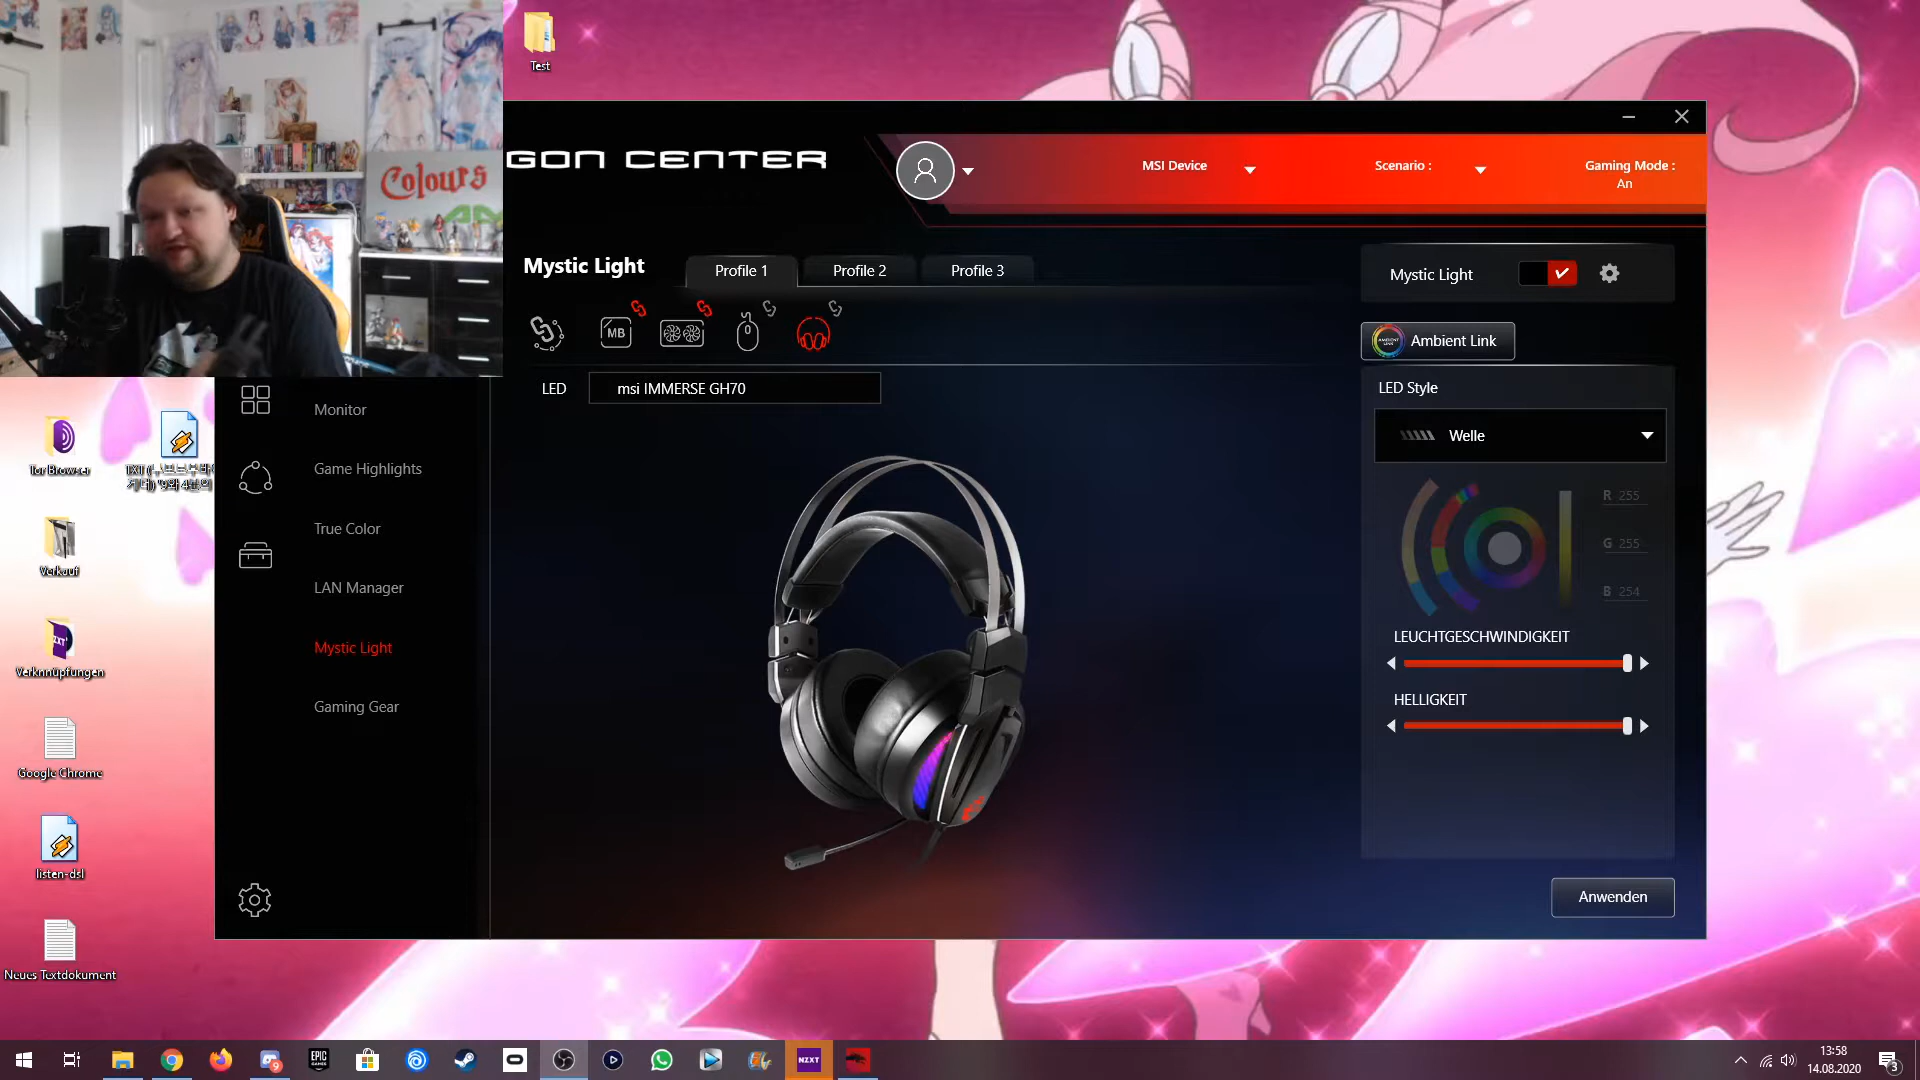 Test
Colours
GON CENTER
MSI Device
Scenario :
Gaming Mode :
An
Mystic Light
Profile 1
Profile 2
Profile 3
Mystic Light
MB
Ambient Link
LED
msi IMMERSE GH70
LED Style
Welle
R 255
G 255
B 254
LEUCHTGESCHWINDIGKEIT
HELLIGKEIT
Anwenden
Monitor
Game Highlights
True Color
LAN Manager
Mystic Light
Gaming Gear
Tor Browser
Verkauf
Verknüpfungen
Google Chrome
listen-dsl
Neues Textdokument
EPIC
GAMES
NZXT
13:58
14.08.2020
3
9